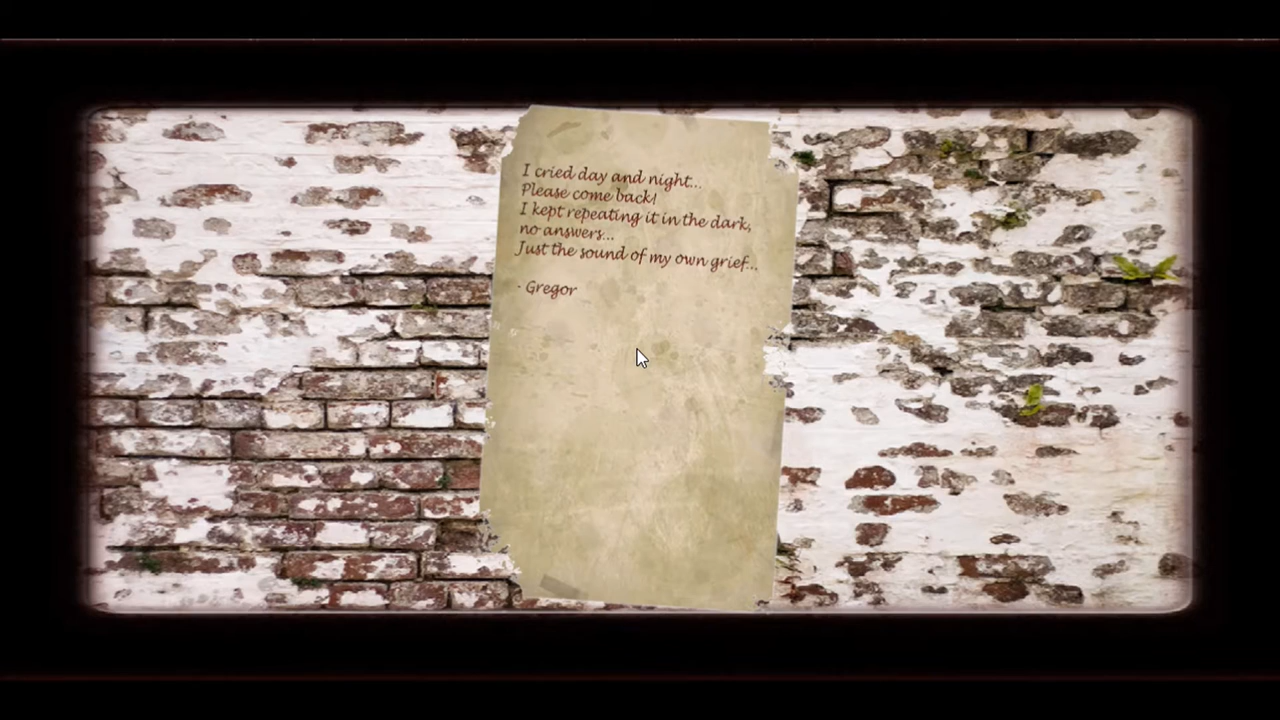 I cried day and night...
Please come back!
I kept repeating it in the dark,
no answers...
Just the sound of my own grief...
- Gregor